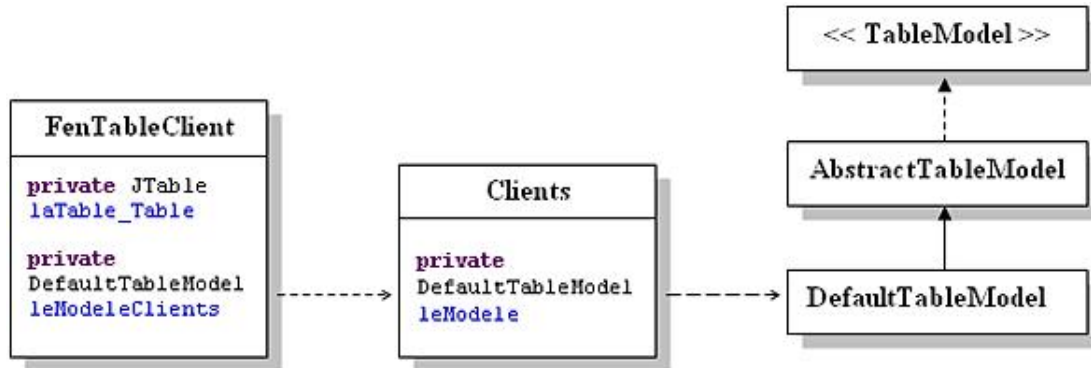 << TableModel >>
FenTableClient
private JTable
laTable_Table
private
DefaultTableModel
leModeleClients
Clients
private
DefaultTableModel
leModele
AbstractTableModel
DefaultTableModel